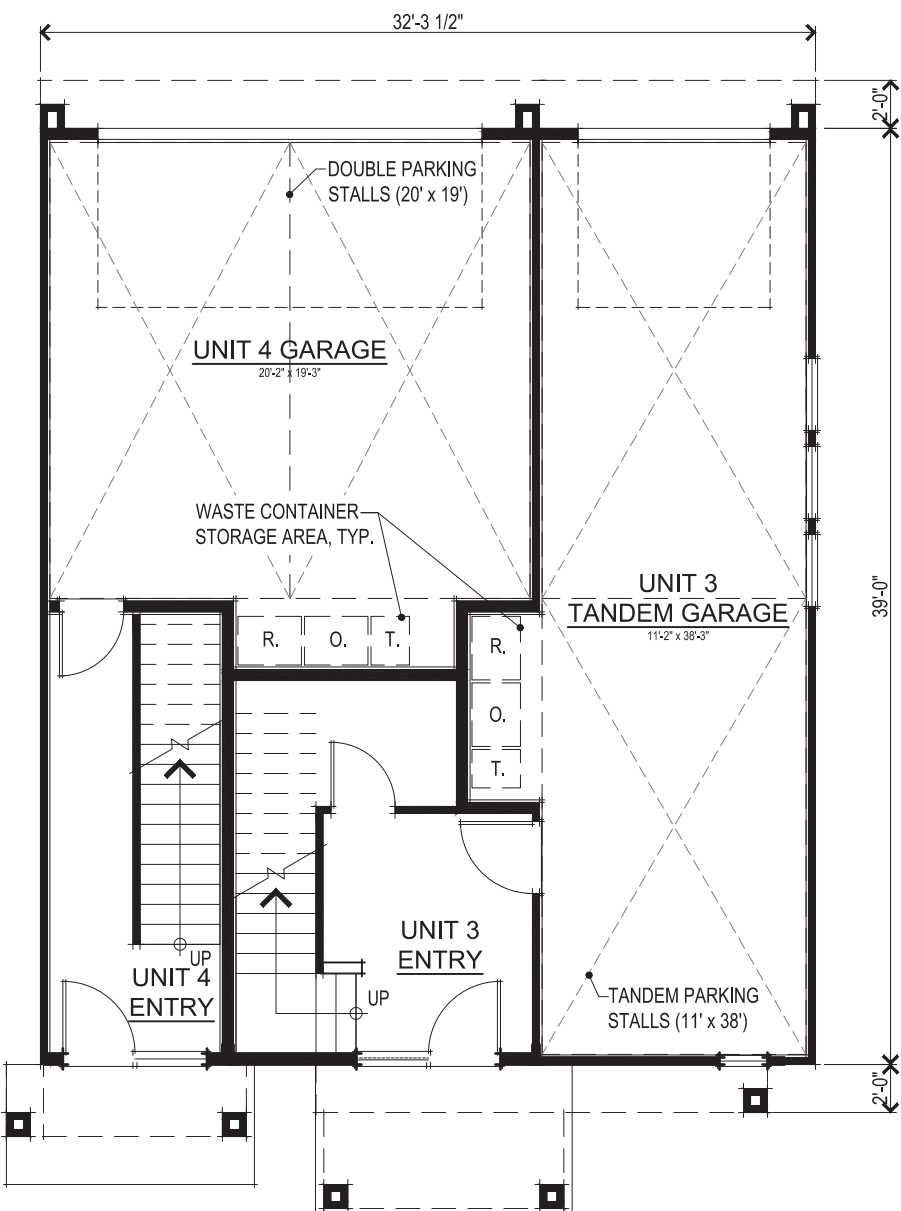 32'-3 1/2"
2'-0"
DOUBLE PARKING
STALLS (20' x 19')
UNIT 4 GARAGE
20'-2" x 19'-3"
WASTE CONTAINER
STORAGE AREA, TYP.
UNIT 3
TANDEM GARAGE
11'-2" x 38'-3"
39'-0"
R.
O.
T.
R.
O.
T.
UP
UNIT 4
ENTRY
UNIT 3
ENTRY
UP
TANDEM PARKING
STALLS (11' x 38')
2'-0"